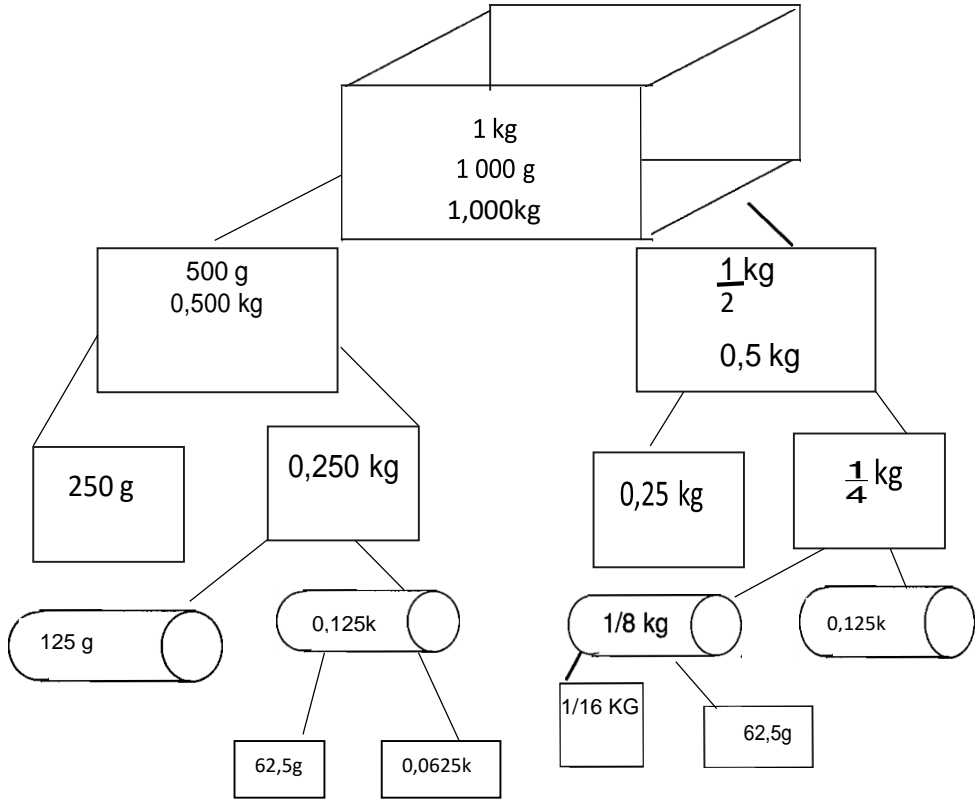 1 kg
1 000 g
1,000kg
500 g
0,500 kg
1 kg
2
0,5 kg
250 g
0,250 kg
0,25 kg
1 kg
4
125 g
0,125k
1/8 kg
0,125k
1/16 KG
62,5g
62,5g
0,0625k